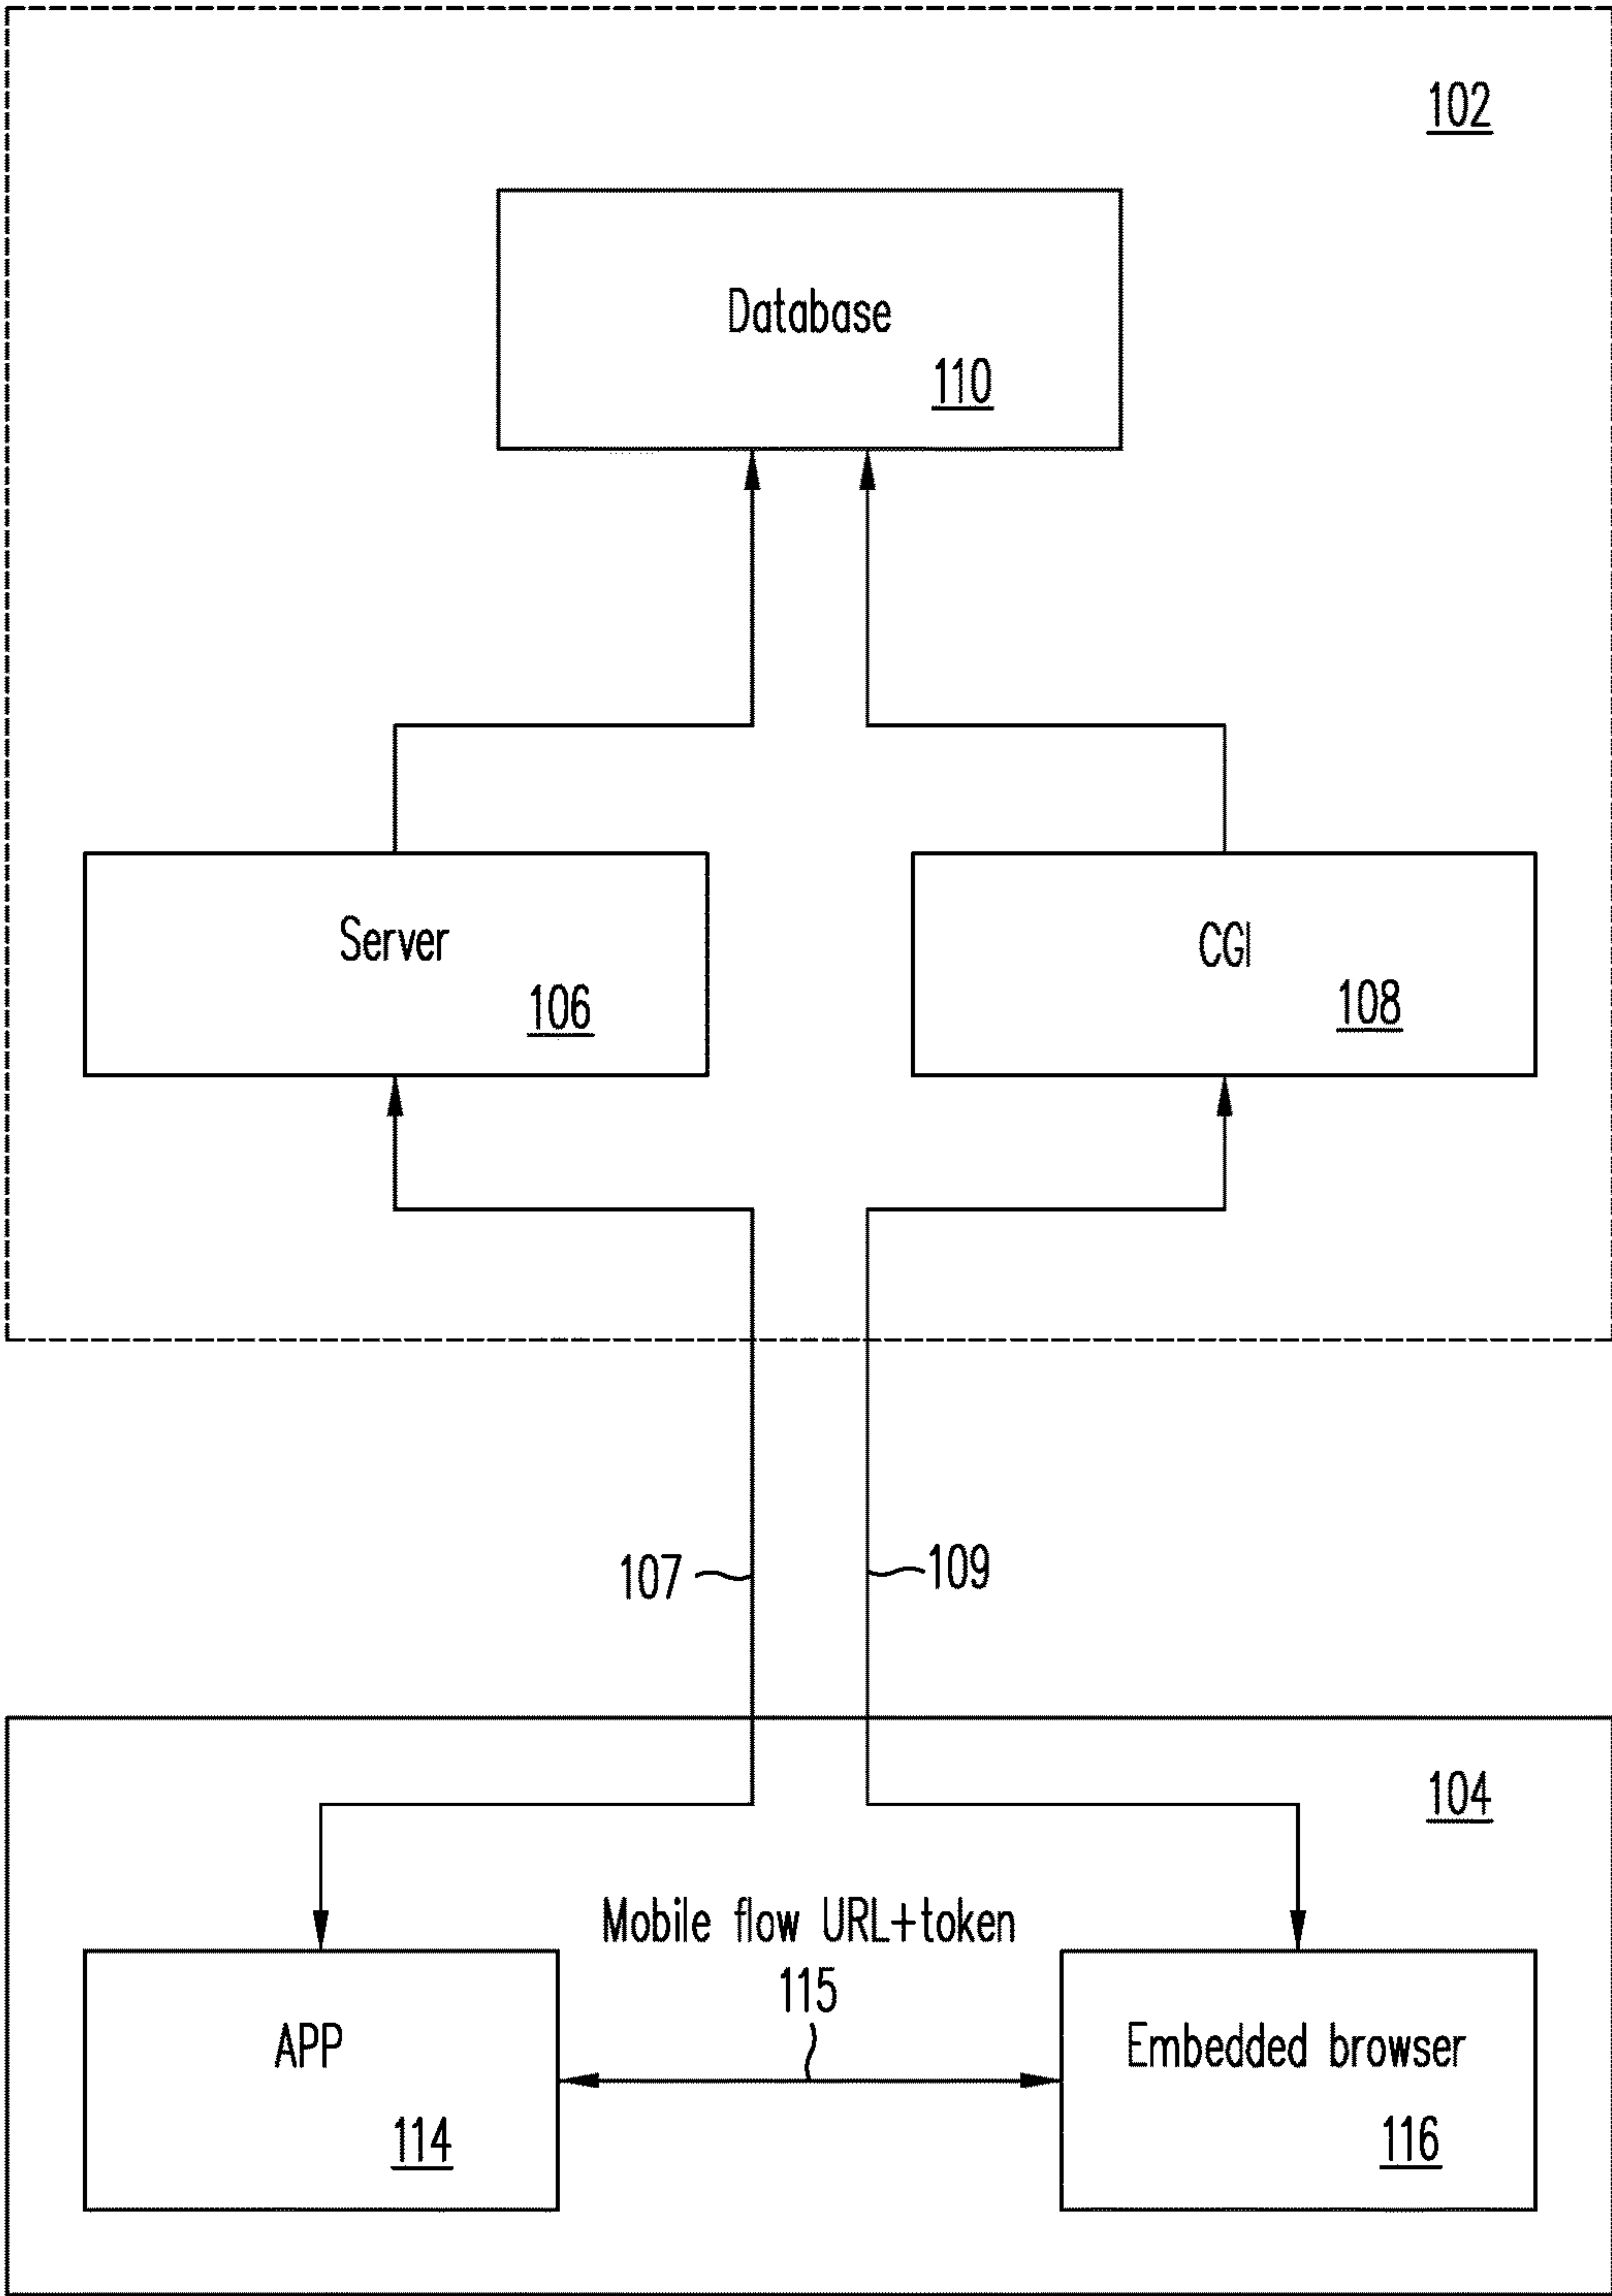 102
Database
110
Server
106
CGI
108
107
109
104
Mobile flow URL+token
115
APP
114
Embedded browser
116